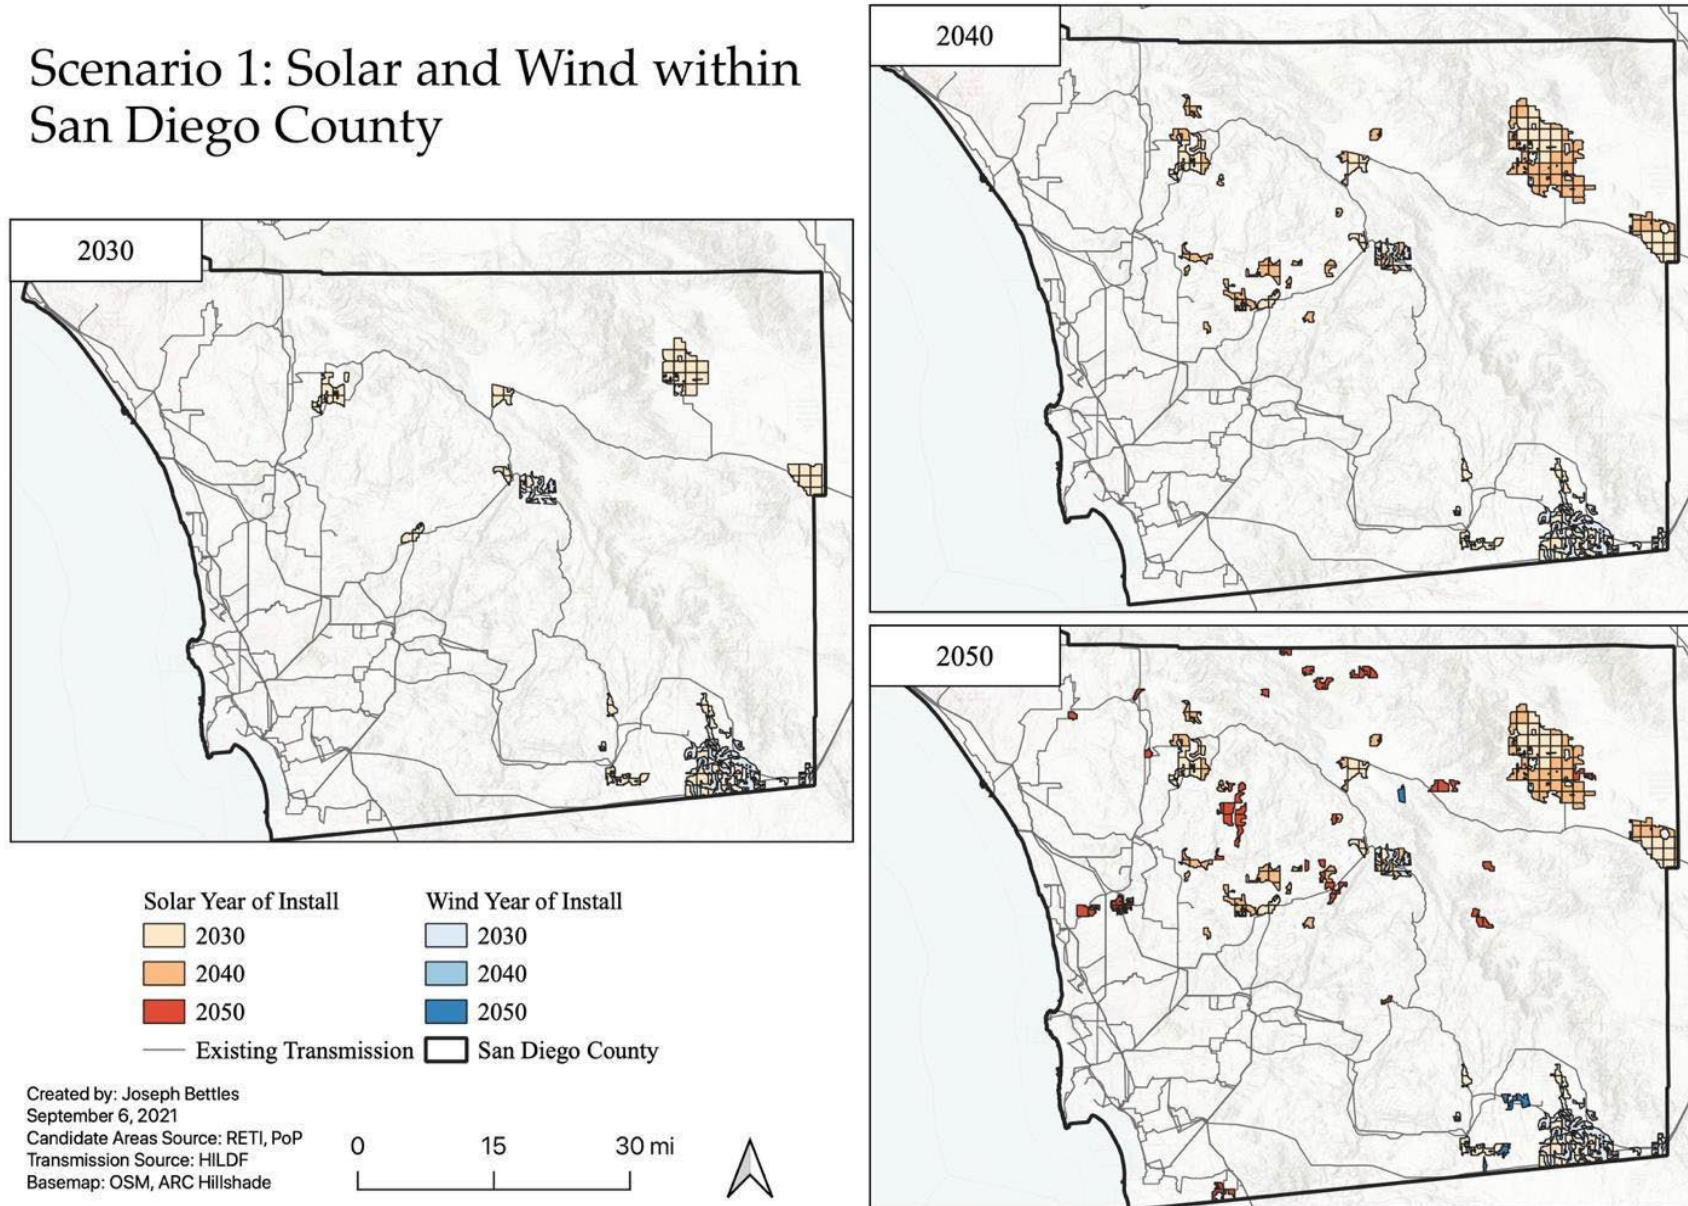 Scenario 1: Solar and Wind within
San Diego County
2030
2040
2050
Solar Year of Install
2030
2040
2050
Existing Transmission
Wind Year of Install
2030
2040
2050
San Diego County
Created by: Joseph Bettles
September 6, 2021
Candidate Areas Source: RETI, PoP
Transmission Source: HILDF
Basemap: OSM, ARC Hillshade
0 15 30 mi